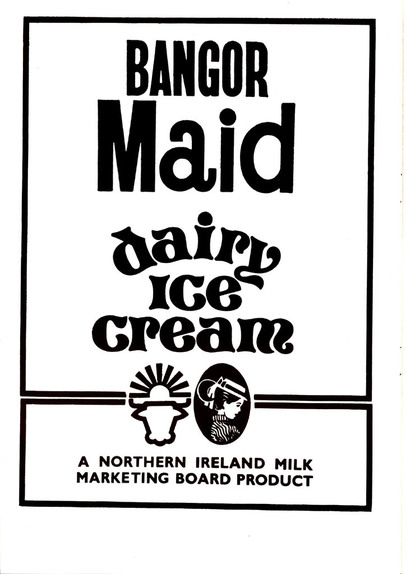 BANGOR
Maid
dairy
ice
cream
A NORTHERN IRELAND MILK
MARKETING BOARD PRODUCT